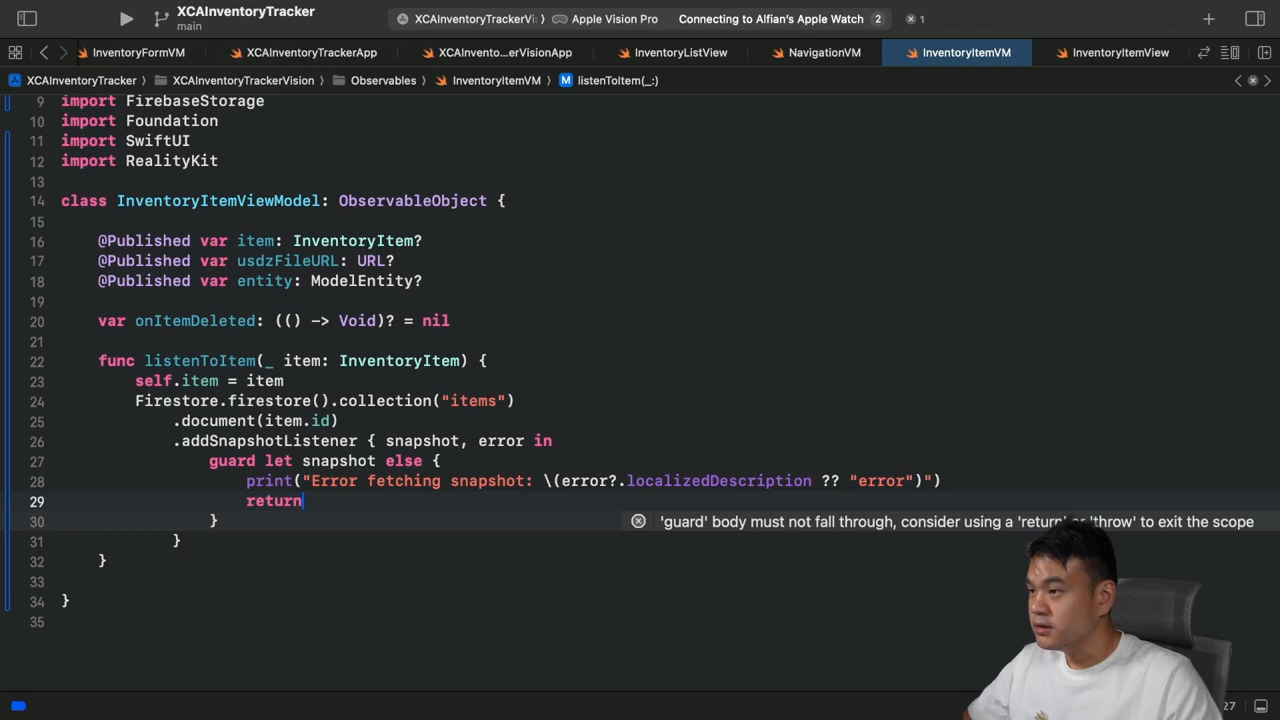 XCAInventoryTracker
main
XCAInventoryTrackerVi: 〉 Apple Vision Pro Connecting to Alfian's Apple Watch 2 1
InventoryFormVM XCAInventoryTrackerApp XCAInvento...erVisionApp InventoryListView NavigationVM InventoryItemVM InventoryItemView
XCAInventoryTracker 〉 XCAInventoryTrackerVision 〉 Observables 〉 InventoryItemVM 〉 M listenToItem(_:)
9 import FirebaseStorage
10 import Foundation
11 import SwiftUI
12 import RealityKit
13
14 class InventoryItemViewModel: ObservableObject {
15
16 @Published var item: InventoryItem?
17 @Published var usdzFileURL: URL?
18 @Published var entity: ModelEntity?
19
20 var onItemDeleted: (() -> Void)? = nil
21
22 func listenToItem(_ item: InventoryItem) {
23 self.item = item
24 Firestore.firestore().collection("items")
25 .document(item.id)
26 .addSnapshotListener { snapshot, error in
27 guard let snapshot else {
28 print("Error fetching snapshot: \(error?.localizedDescription ?? "error")")
29 return
30 } 'guard' body must not fall through, consider using a 'return' or 'throw' to exit the scope
31 }
32 }
33
34 }
35